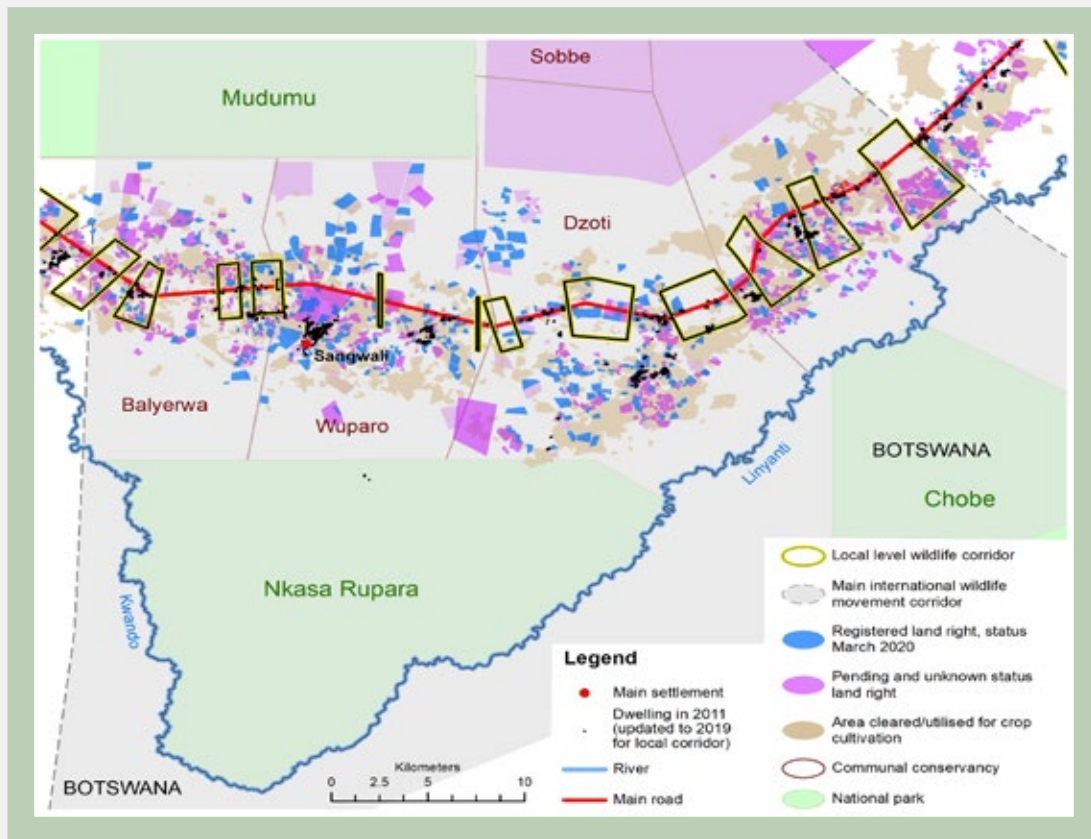 Sobbe
Mudumu
Dzoti
Sangwali
Balyerwa
Wuparo
BOTSWANA
Linyanti
Chobe
Nkasa Rupara
Kwando
BOTSWANA
Kilometers
0 2.5 5 10
Legend
Main settlement
Dwelling in 2011
(updated to 2019
for local corridor)
River
Main road
Local level wildlife corridor
Main international wildlife
movement corridor
Registered land right, status
March 2020
Pending and unknown status
land right
Area cleared/utilised for crop
cultivation
Communal conservancy
National park